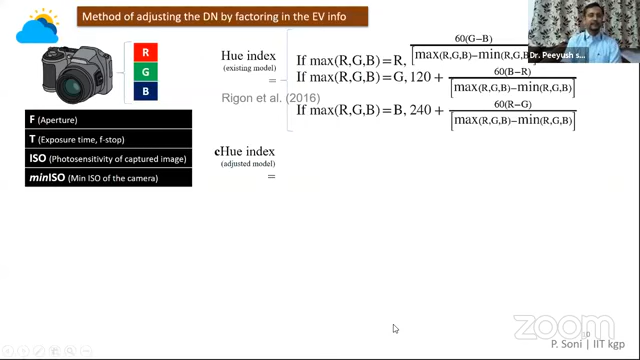 Method of adjusting the DN by factoring in the EV info
R
G
B
F (Aperture)
T (Exposure time, f-stop)
ISO (Photosensitivity of captured image)
minISO (Min ISO of the camera)
Hue index
(existing model)
=
Rigon et al. (2016)
If max(R,G,B)=R, 60(G−B) / [max(R,G,B)−min(R,G,
If max(R,G,B)=G, 120 + 60(B−R) / [max(R,G,B)−min(R,G,B)]
If max(R,G,B)=B, 240 + 60(R−G) / [max(R,G,B)−min(R,G,B)]
cHue index
(adjusted model)
=
Dr. Peeyush s...
zoom
10
P. Soni | IIT kgp